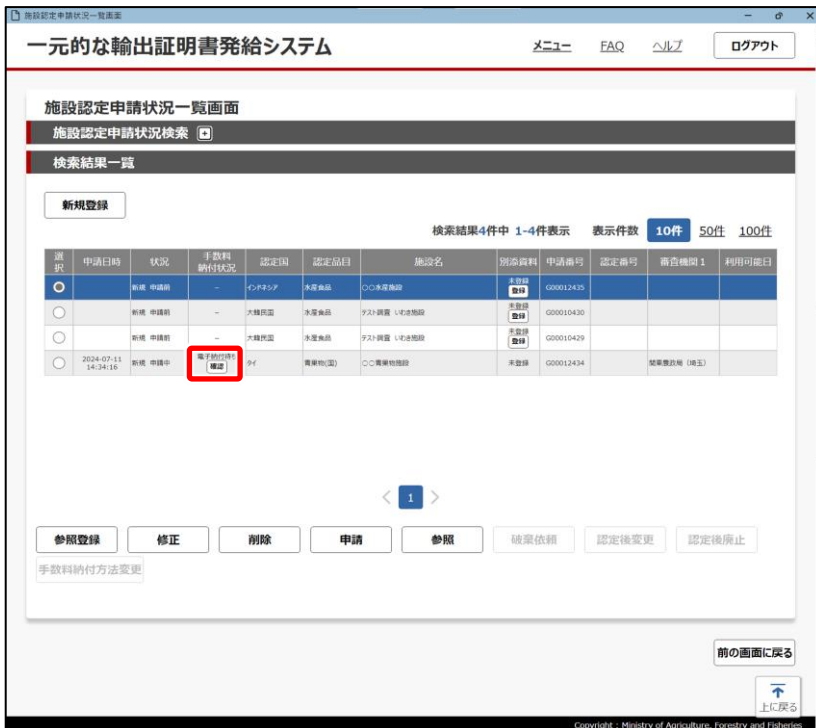 施設認定申請状況一覧画面
一元的な輸出証明書発給システム メニュー FAQ ヘルプ ログアウト
施設認定申請状況一覧画面
施設認定申請状況検索 +
検索結果一覧
新規登録
検索結果4件中 1-4件表示 表示件数 10件 50件 100件
選択 申請日時 状況 手数料納付状況 認定国 認定品目 施設名 別添資料 申請番号 認定番号 審査機関1 利用可能日
新規 申請前 - インドネシア 水産食品 〇〇水産施設 未登録 登録 G00012435
新規 申請前 - 大韓民国 水産食品 テスト調査 いわき施設 未登録 登録 G00010430
新規 申請前 - 大韓民国 水産食品 テスト調査 いわき施設 未登録 登録 G00010429
2024-07-11 14:34:16 新規 申請中 電子納付待ち 確認 タイ 青果物(国) 〇〇青果物施設 未登録 G00012434 関東農政局（埼玉）
< 1 >
参照登録 修正 削除 申請 参照 破棄依頼 認定後変更 認定後廃止
手数料納付方法変更
前の画面に戻る
上に戻る
Copyright : Ministry of Agriculture, Forestry and Fisheries